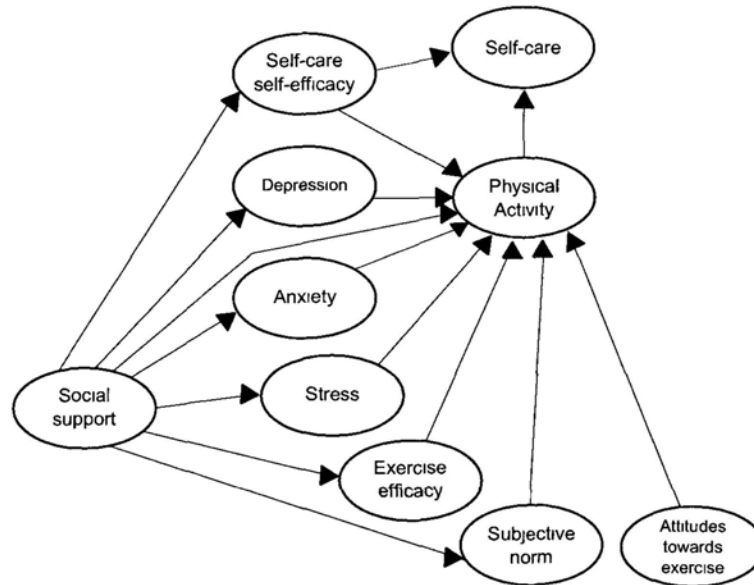 Self-care
self-efficacy
Self-care
Depression
Physical
Activity
Anxiety
Social
support
Stress
Exercise
efficacy
Subjective
norm
Attitudes
towards
exercise